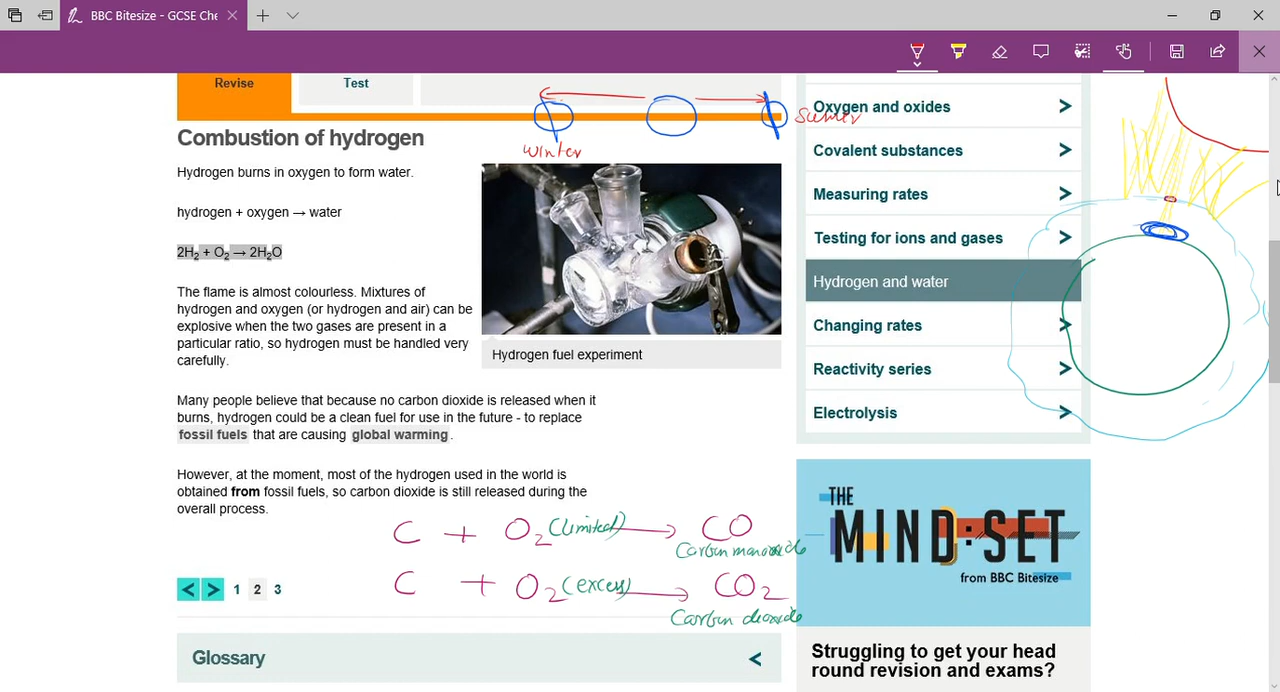 BBC Bitesize - GCSE Che
Revise
Test
winter
Combustion of hydrogen
Hydrogen burns in oxygen to form water.
hydrogen + oxygen → water
2H₂ + O₂ → 2H₂O
The flame is almost colourless. Mixtures of
hydrogen and oxygen (or hydrogen and air) can be
explosive when the two gases are present in a
particular ratio, so hydrogen must be handled very
carefully.
Hydrogen fuel experiment
Many people believe that because no carbon dioxide is released when it
burns, hydrogen could be a clean fuel for use in the future - to replace
fossil fuels that are causing global warming.
However, at the moment, most of the hydrogen used in the world is
obtained from fossil fuels, so carbon dioxide is still released during the
overall process.
C + O₂ (limited) → CO
Carbon monoxide
C + O₂ (excess) → CO₂
Carbon dioxide
< > 1 2 3
Glossary <
Oxygen and oxides >
Covalent substances >
Measuring rates >
Testing for ions and gases >
Hydrogen and water
Changing rates >
Reactivity series >
Electrolysis >
THE
MIND:SET
from BBC Bitesize
Struggling to get your head
round revision and exams?